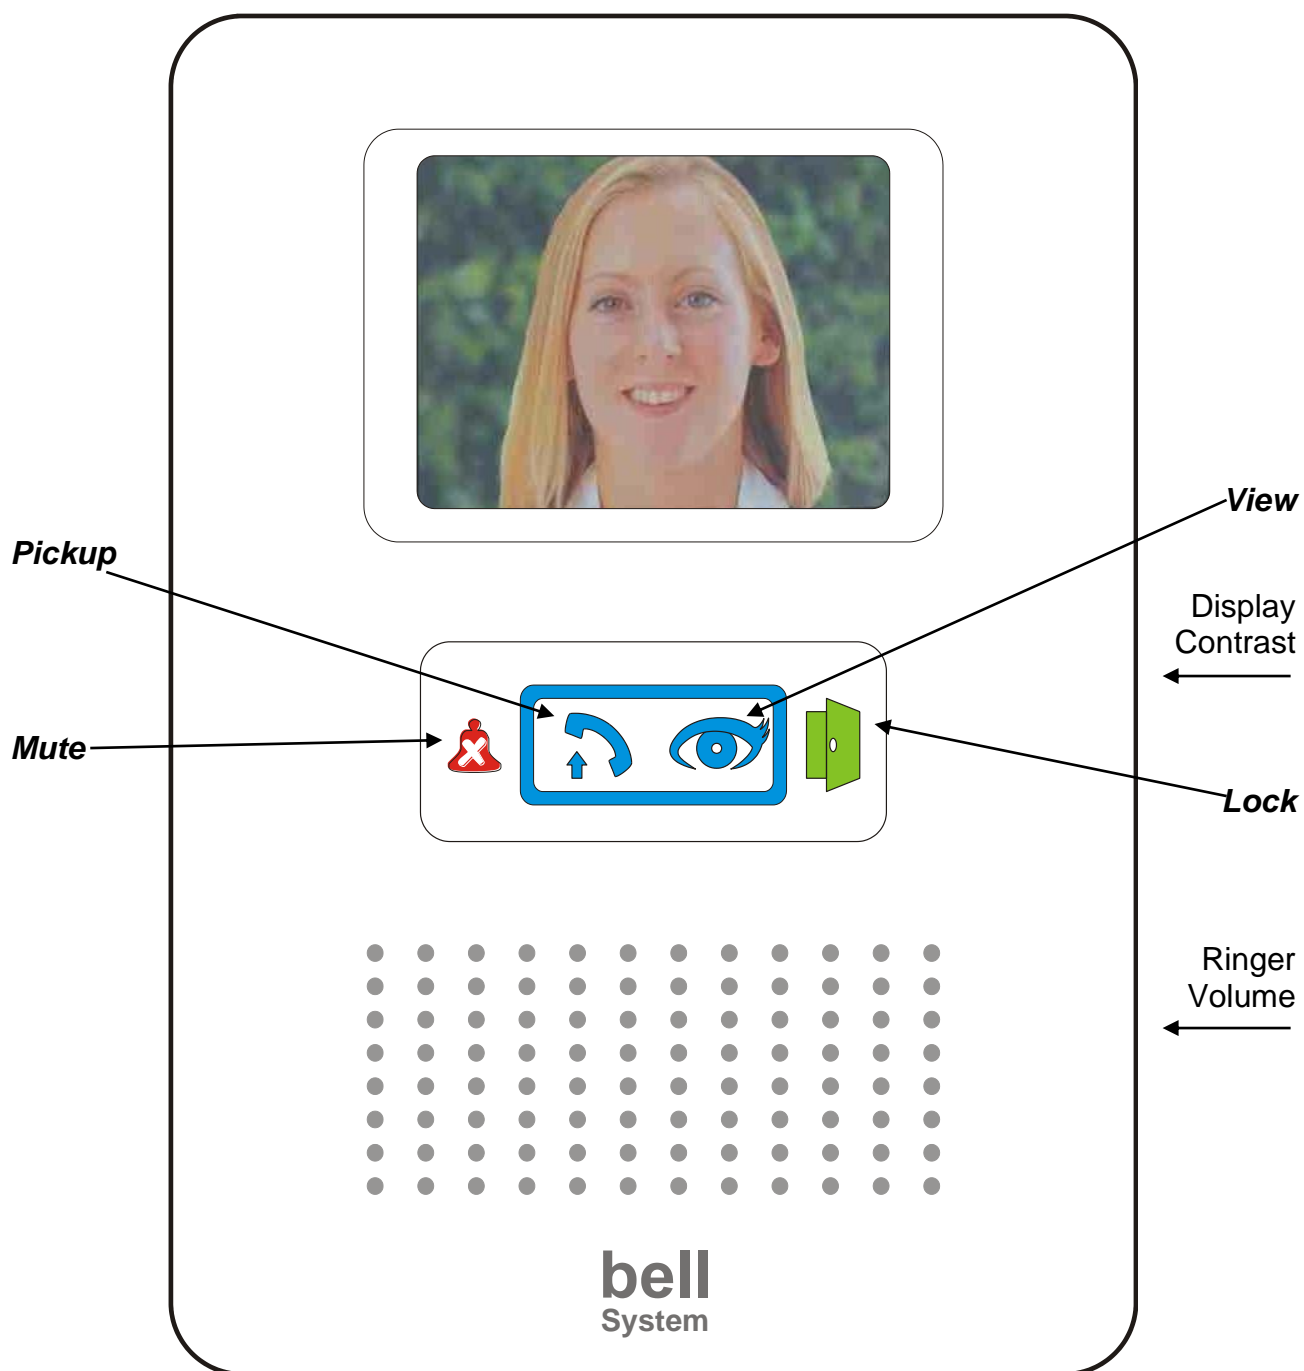 View
Pickup
Display
Contrast
Mute
Lock
Ringer
Volume
bell
System